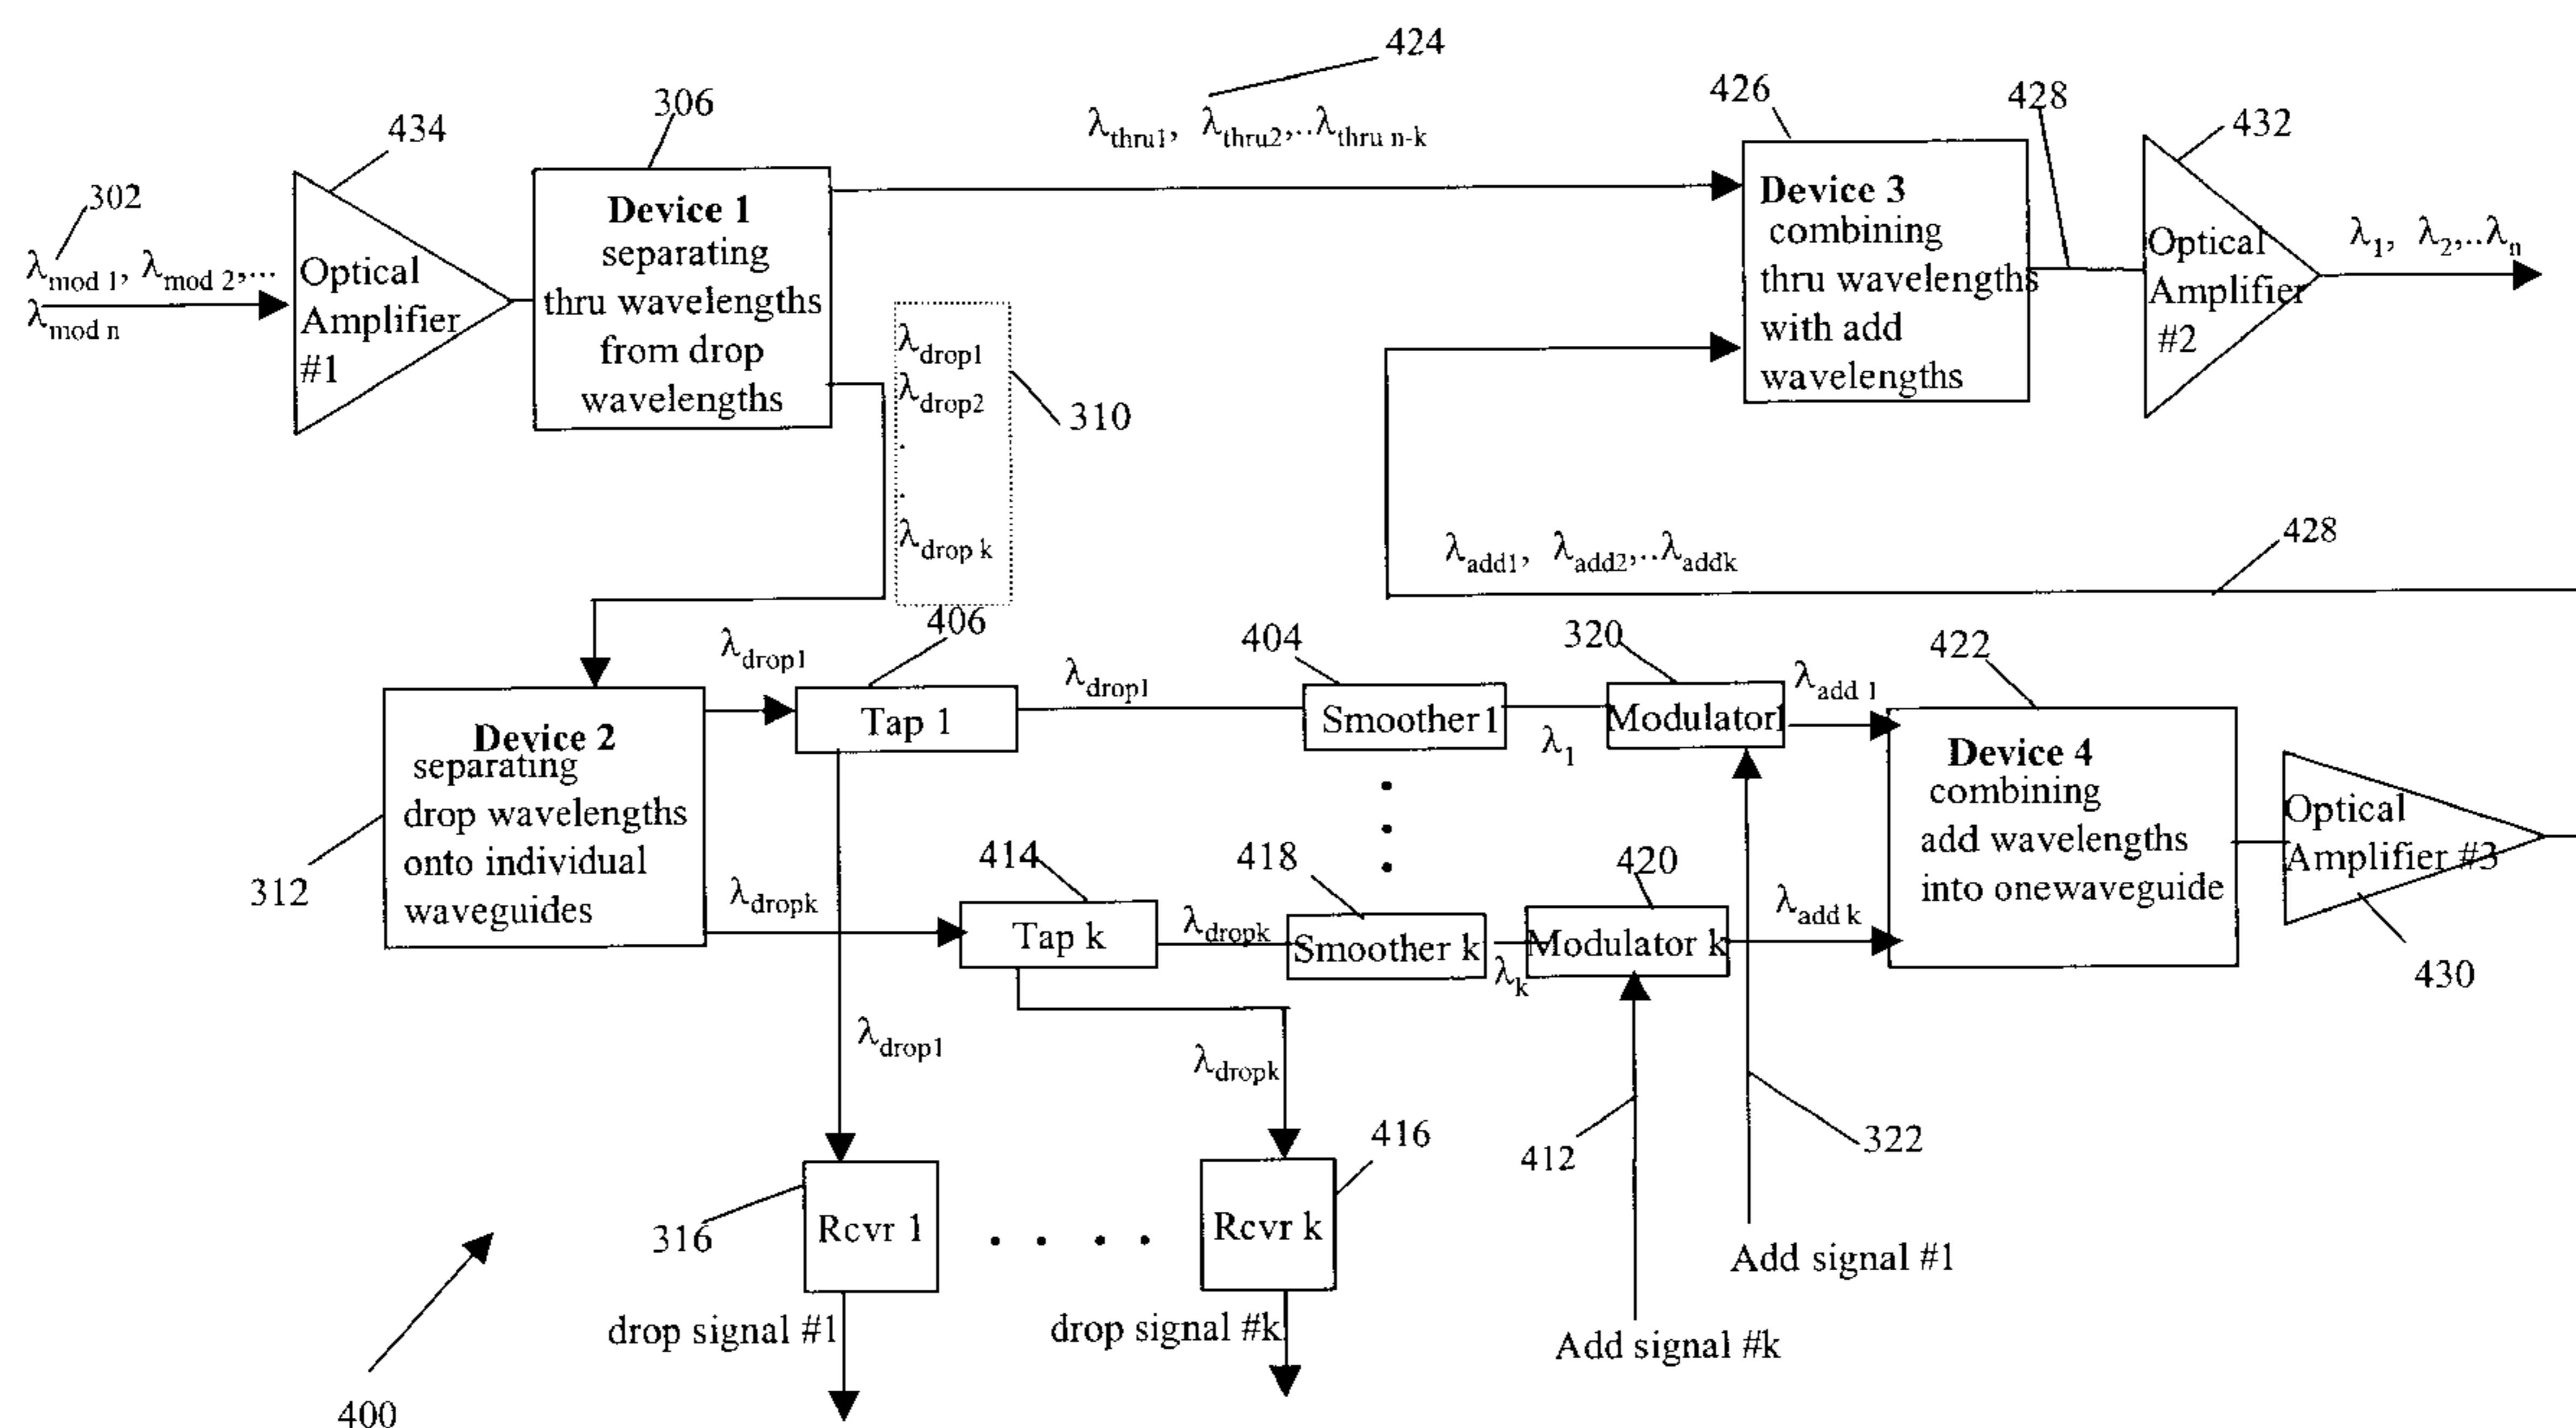 424
306
426
428
434
432
302
λthru1, λthru2,..λthru n-k
λmod 1, λmod 2,...
λmod n
Optical
Amplifier
#1
Device 1
separating
thru wavelengths
from drop
wavelengths
Device 3
combining
thru wavelengths
with add
wavelengths
Optical
Amplifier
#2
λ1, λ2,..λn
λdrop1
λdrop2
.
.
λdrop k
310
λadd1, λadd2,..λaddk
428
406
404
320
422
λdrop1
λdrop1
λadd 1
Tap 1
Smoother1
Modulator1
λ1
Device 2
separating
drop wavelengths
onto individual
waveguides
312
Device 4
combining
add wavelengths
into onewaveguide
Optical
Amplifier #3
430
414
418
420
λdropk
λdropk
λadd k
Tap k
Smoother k
Modulator k
λk
λdrop1
λdropk
416
412
322
316
Rcvr 1
. . . .
Rcvr k
Add signal #1
drop signal #1
drop signal #k
Add signal #k
400